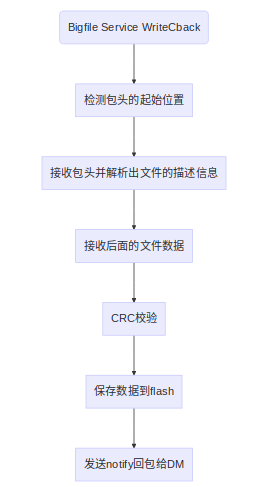 Bigfile Service WriteCback
检测包头的起始位置
接收包头并解析出文件的描述信息
接收后面的文件数据
CRC校验
保存数据到flash
发送notify回包给DM